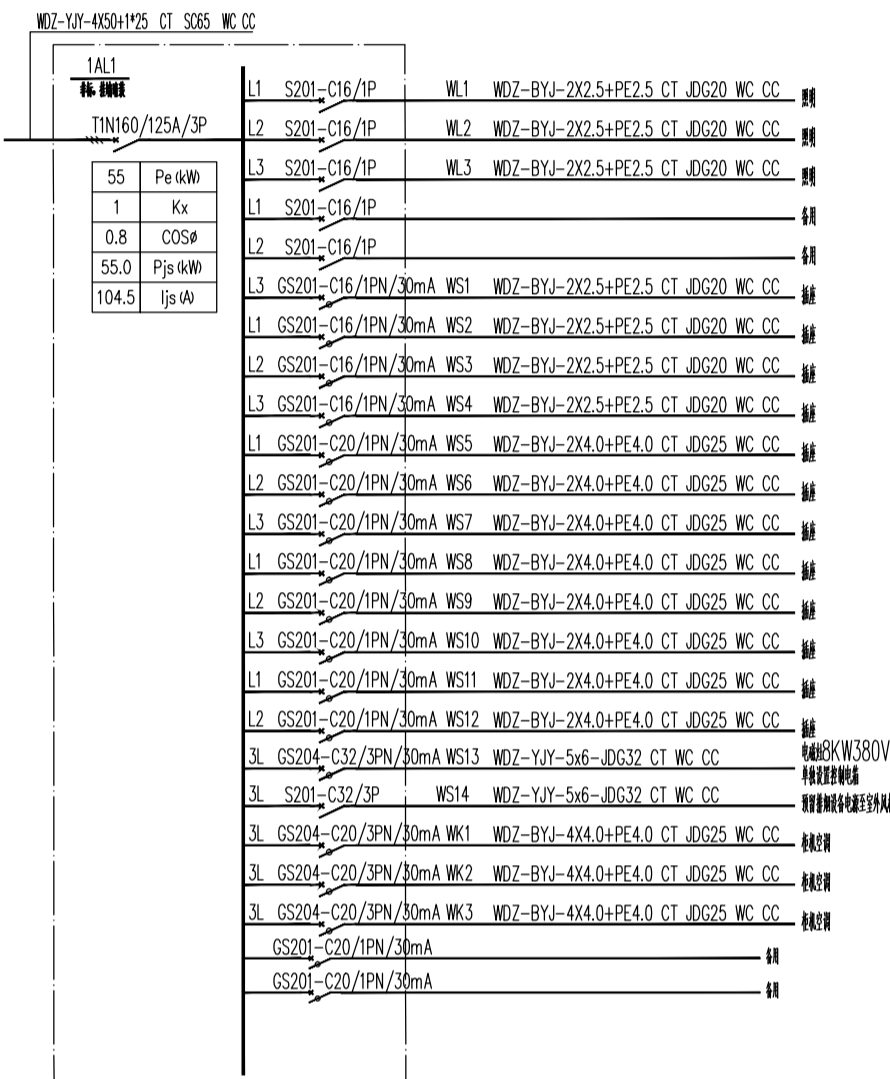 WDZ-YJY-4X50+1*25 CT SC65 WC CC
1AL1
T1N160/125A/3P
55 Pe(kW)
1 Kx
0.8 COSø
55.0 Pjs(kW)
104.5 Ijs(A)
L1 S201-C16/1P WL1 WDZ-BYJ-2X2.5+PE2.5 CT JDG20 WC CC 照明
L2 S201-C16/1P WL2 WDZ-BYJ-2X2.5+PE2.5 CT JDG20 WC CC 照明
L3 S201-C16/1P WL3 WDZ-BYJ-2X2.5+PE2.5 CT JDG20 WC CC 照明
L1 S201-C16/1P 备用
L2 S201-C16/1P 备用
L3 GS201-C16/1PN/30mA WS1 WDZ-BYJ-2X2.5+PE2.5 CT JDG20 WC CC 插座
L1 GS201-C16/1PN/30mA WS2 WDZ-BYJ-2X2.5+PE2.5 CT JDG20 WC CC 插座
L2 GS201-C16/1PN/30mA WS3 WDZ-BYJ-2X2.5+PE2.5 CT JDG20 WC CC 插座
L3 GS201-C16/1PN/30mA WS4 WDZ-BYJ-2X2.5+PE2.5 CT JDG20 WC CC 插座
L1 GS201-C20/1PN/30mA WS5 WDZ-BYJ-2X4.0+PE4.0 CT JDG25 WC CC 插座
L2 GS201-C20/1PN/30mA WS6 WDZ-BYJ-2X4.0+PE4.0 CT JDG25 WC CC 插座
L3 GS201-C20/1PN/30mA WS7 WDZ-BYJ-2X4.0+PE4.0 CT JDG25 WC CC 插座
L1 GS201-C20/1PN/30mA WS8 WDZ-BYJ-2X4.0+PE4.0 CT JDG25 WC CC 插座
L2 GS201-C20/1PN/30mA WS9 WDZ-BYJ-2X4.0+PE4.0 CT JDG25 WC CC 插座
L3 GS201-C20/1PN/30mA WS10 WDZ-BYJ-2X4.0+PE4.0 CT JDG25 WC CC 插座
L1 GS201-C20/1PN/30mA WS11 WDZ-BYJ-2X4.0+PE4.0 CT JDG25 WC CC 插座
L2 GS201-C20/1PN/30mA WS12 WDZ-BYJ-2X4.0+PE4.0 CT JDG25 WC CC 插座
3L GS204-C32/3PN/30mA WS13 WDZ-YJY-5x6-JDG32 CT WC CC 电磁灶8KW380V
单独设置控制电箱
3L S201-C32/3P WS14 WDZ-YJY-5x6-JDG32 CT WC CC 预留排烟设备电源至室外
3L GS204-C20/3PN/30mA WK1 WDZ-BYJ-4X4.0+PE4.0 CT JDG25 WC CC 柜机空调
3L GS204-C20/3PN/30mA WK2 WDZ-BYJ-4X4.0+PE4.0 CT JDG25 WC CC 柜机空调
3L GS204-C20/3PN/30mA WK3 WDZ-BYJ-4X4.0+PE4.0 CT JDG25 WC CC 柜机空调
GS201-C20/1PN/30mA 备用
GS201-C20/1PN/30mA 备用